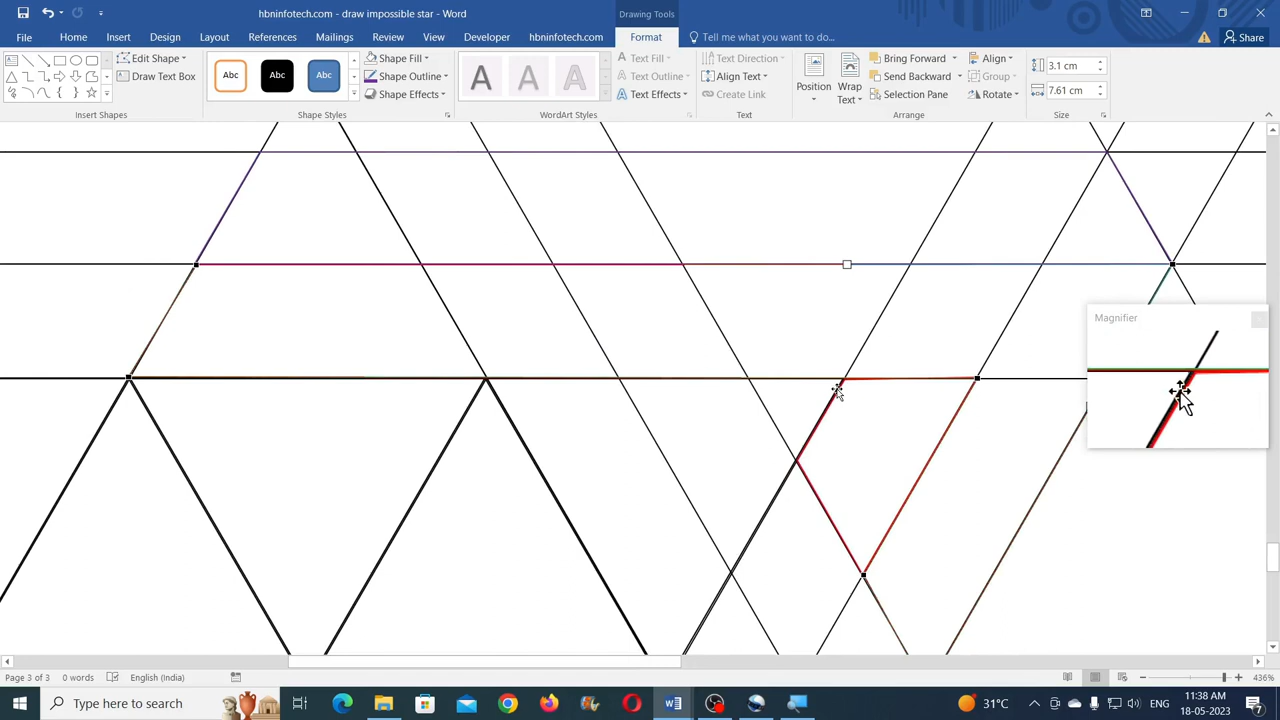 hbninfotech.com - draw impossible star - Word
Drawing Tools
File Home Insert Design Layout References Mailings Review View Developer hbninfotech.com Format Tell me what you want to do... Share
Edit Shape
Draw Text Box
Insert Shapes
Abc Abc Abc
Shape Fill
Shape Outline
Shape Effects
Shape Styles
A A A
Text Fill
Text Outline
Text Effects
WordArt Styles
Text Direction
Align Text
Create Link
Text
Position
Wrap Text
Bring Forward
Send Backward
Selection Pane
Align
Group
Rotate
Arrange
3.1 cm
7.61 cm
Size
Magnifier
Page 3 of 3 0 words English (India) 436%
Type here to search
31°C
ENG
11:38 AM
18-05-2023